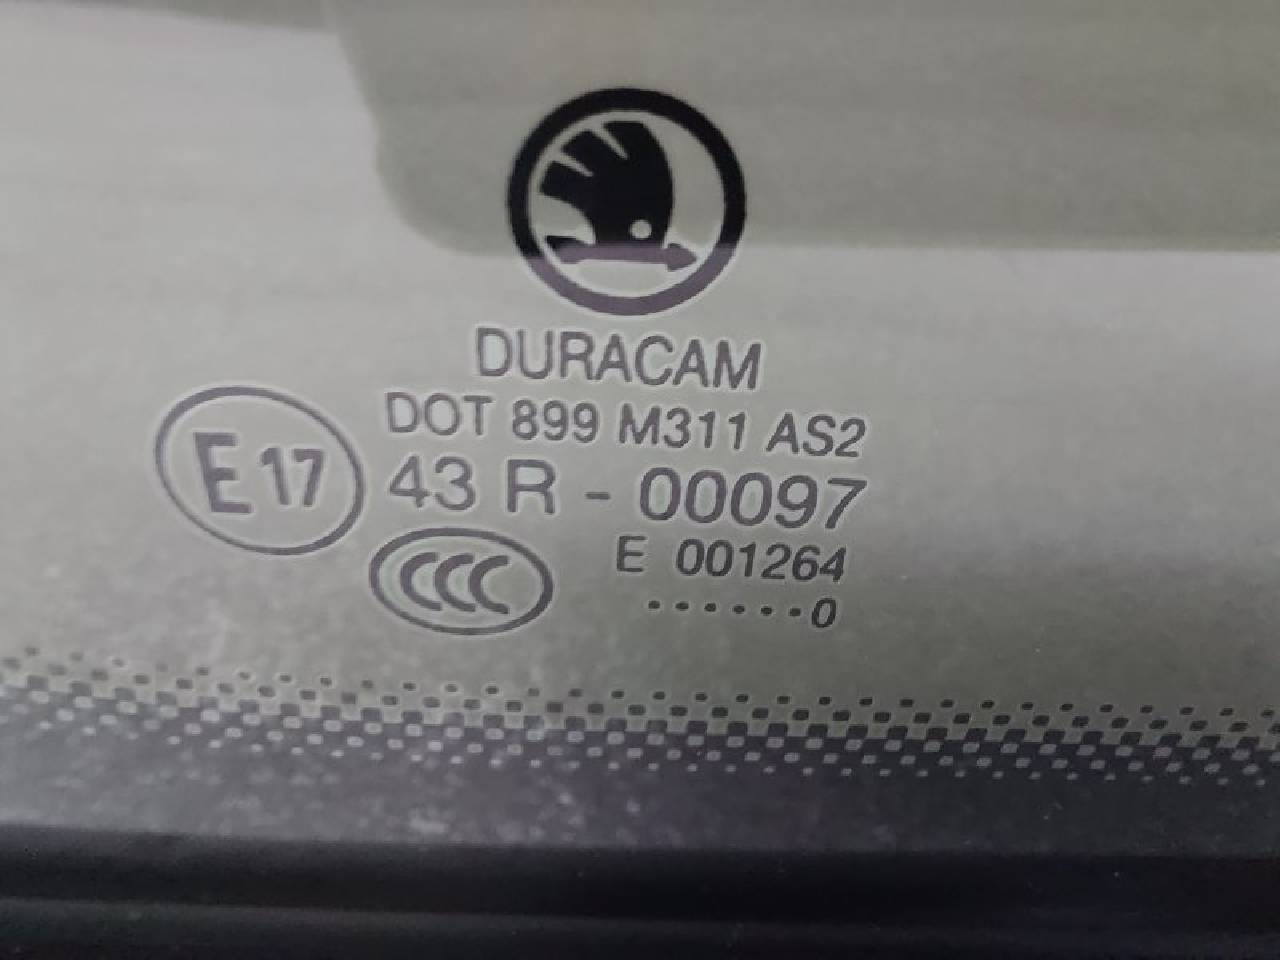 DURACAM
DOT 899 M311 AS2
E 17
43 R - 00097
CCC
E 001264
.......0